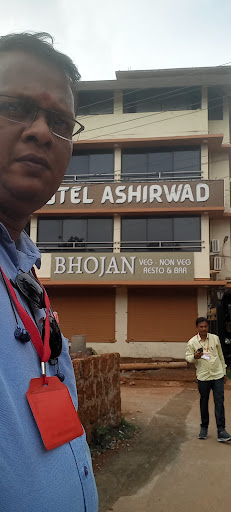 OTEL ASHIRWAD
BHOJAN VEG - NON VEG
RESTO & BAR